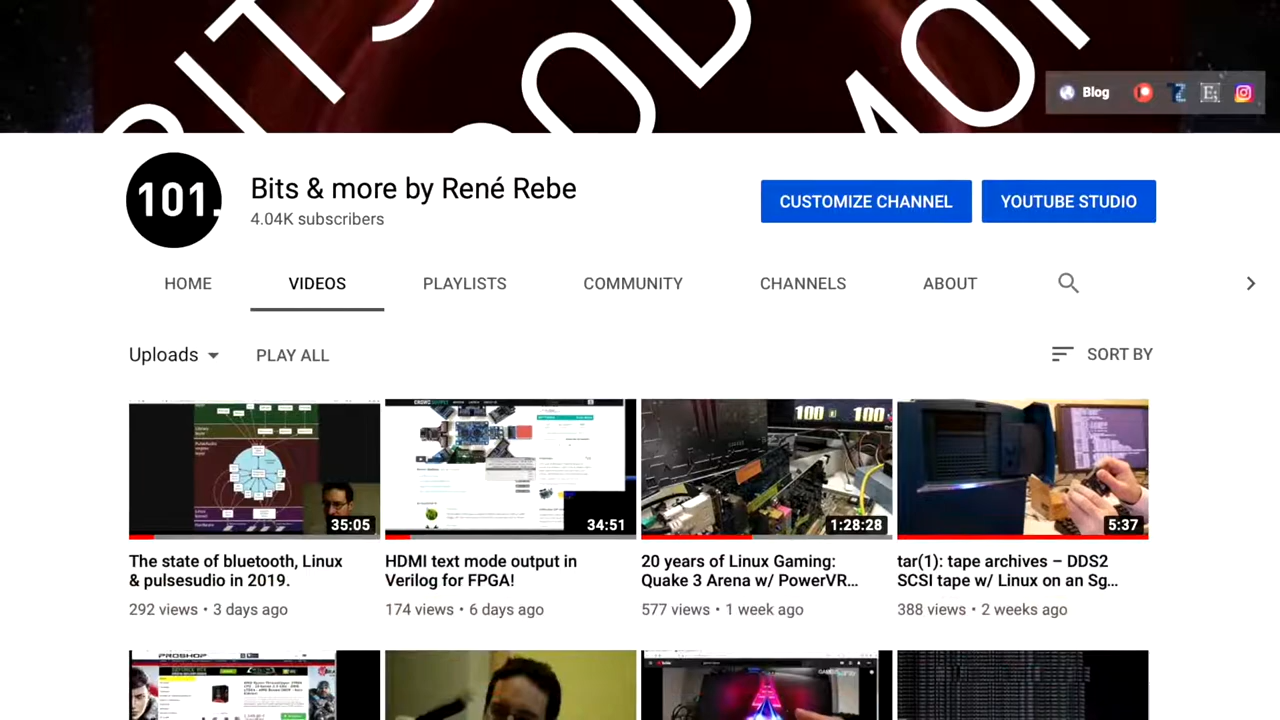 BITS
MOR
Blog
101.
Bits & more by René Rebe
4.04K subscribers
CUSTOMIZE CHANNEL
YOUTUBE STUDIO
HOME
VIDEOS
PLAYLISTS
COMMUNITY
CHANNELS
ABOUT
Uploads
PLAY ALL
SORT BY
35:05
34:51
100
100
1:28:28
5:37
The state of bluetooth, Linux
& pulsesudio in 2019.
292 views • 3 days ago
HDMI text mode output in
Verilog for FPGA!
174 views • 6 days ago
20 years of Linux Gaming:
Quake 3 Arena w/ PowerVR...
577 views • 1 week ago
tar(1): tape archives – DDS2
SCSI tape w/ Linux on an Sg...
388 views • 2 weeks ago
PROSHOP